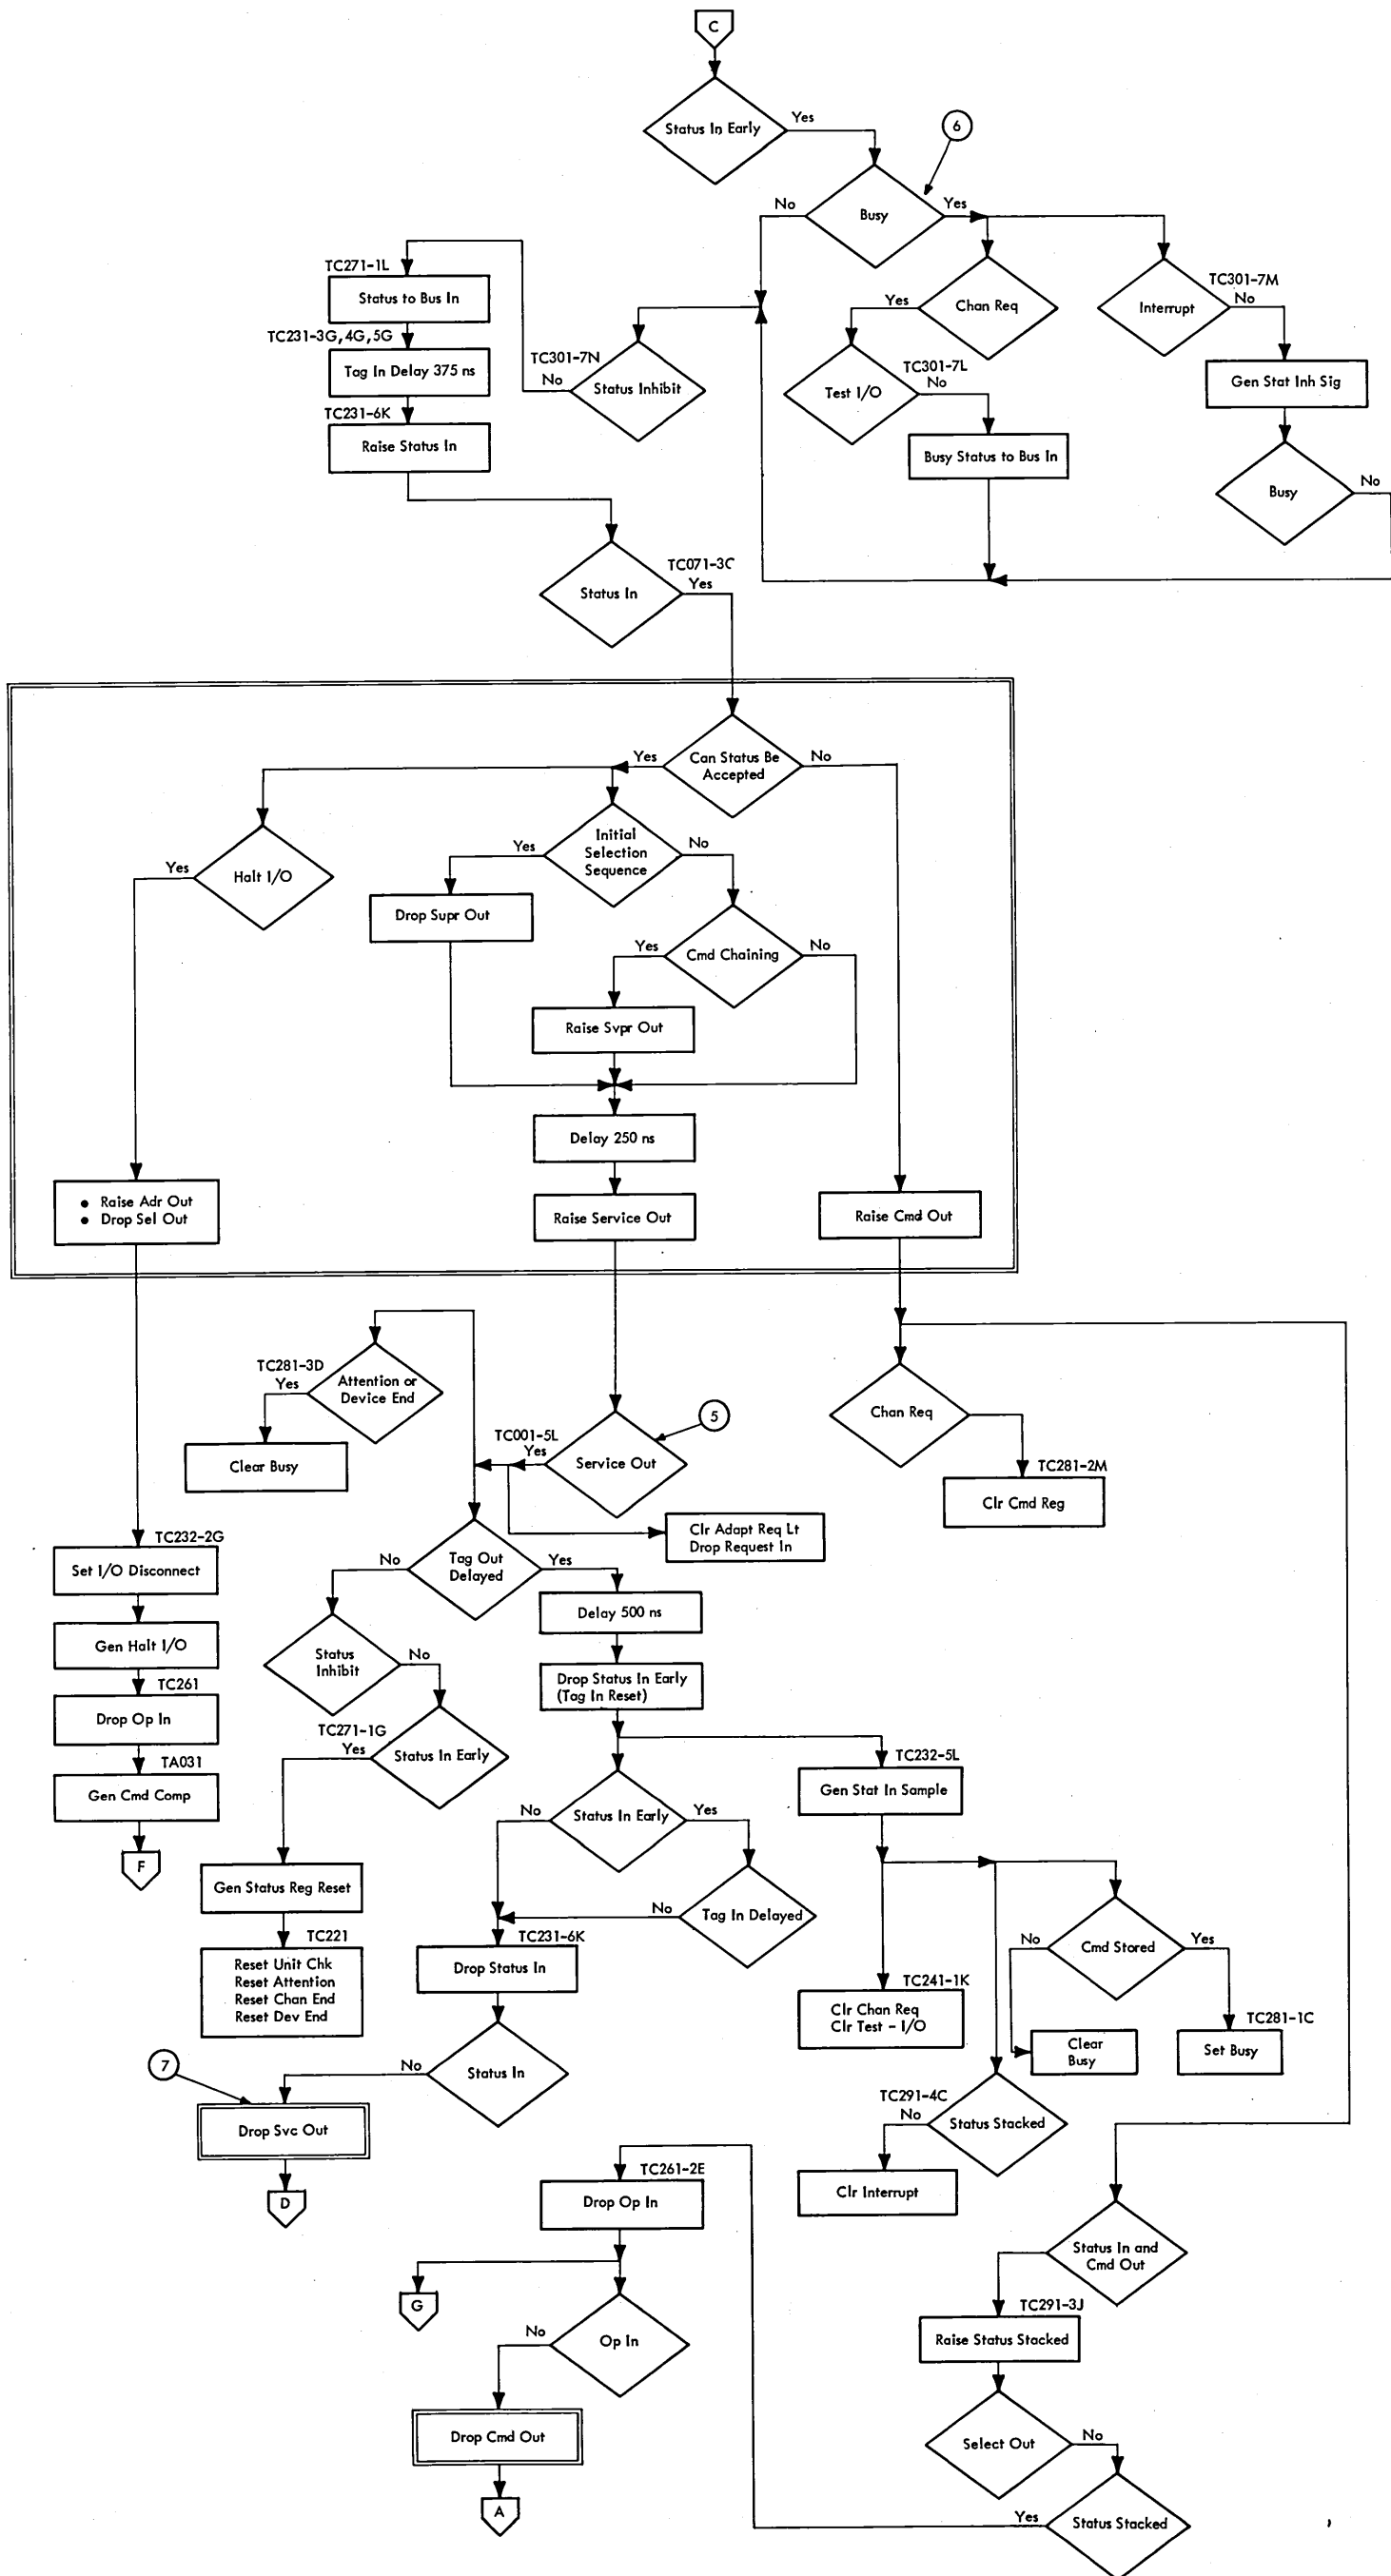 C
Status In Early
Yes
6
Busy
No
Yes
TC271-1L
Status to Bus In
TC231-3G,4G,5G
Tag In Delay 375 ns
TC231-6K
Raise Status In
TC301-7N
No
Status Inhibit
Yes
Chan Req
Test I/O
TC301-7L
No
Busy Status to Bus In
Interrupt
TC301-7M
No
Gen Stat Inh Sig
Busy
No
Status In
TC071-3C
Yes
Can Status Be
Accepted
Yes
No
Halt I/O
Yes
Initial
Selection
Sequence
Yes
No
Drop Supr Out
Cmd Chaining
Yes
No
Raise Svpr Out
Delay 250 ns
Raise Service Out
• Raise Adr Out
• Drop Sel Out
Raise Cmd Out
TC281-3D
Yes
Attention or
Device End
Clear Busy
5
TC001-5L
Yes
Service Out
Clr Adapt Req Lt
Drop Request In
Chan Req
TC281-2M
Clr Cmd Reg
TC232-2G
Set I/O Disconnect
Gen Halt I/O
TC261
Drop Op In
TA031
Gen Cmd Comp
F
Tag Out
Delayed
No
Yes
Delay 500 ns
Drop Status In Early
(Tag In Reset)
Status
Inhibit
No
TC271-1G
Yes
Status In Early
Gen Status Reg Reset
TC221
Reset Unit Chk
Reset Attention
Reset Chan End
Reset Dev End
TC232-5L
Gen Stat In Sample
Status In Early
No
Yes
Tag In Delayed
No
TC231-6K
Drop Status In
Status In
No
7
Drop Svc Out
D
TC241-1K
Clr Chan Req
Clr Test - I/O
Cmd Stored
No
Yes
Clear
Busy
TC281-1C
Set Busy
TC291-4C
No
Status Stacked
Clr Interrupt
TC261-2E
Drop Op In
G
Op In
No
Drop Cmd Out
A
Status In and
Cmd Out
TC291-3J
Raise Status Stacked
Select Out
No
Status Stacked
Yes